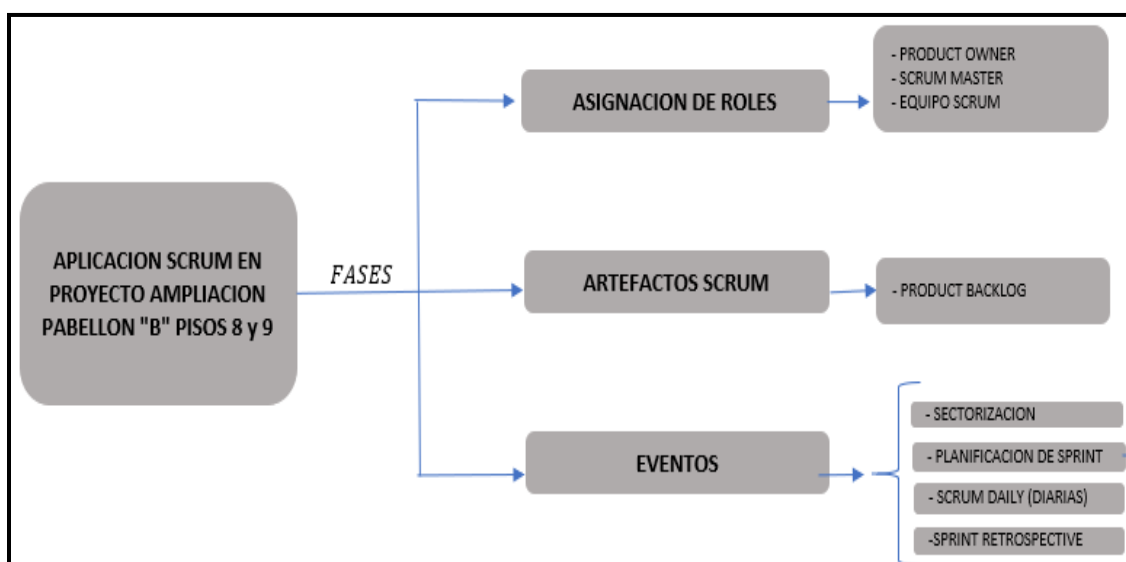 APLICACION SCRUM EN
PROYECTO AMPLIACION
PABELLON "B" PISOS 8 y 9
FASES
ASIGNACION DE ROLES
- PRODUCT OWNER
- SCRUM MASTER
- EQUIPO SCRUM
ARTEFACTOS SCRUM
- PRODUCT BACKLOG
EVENTOS
- SECTORIZACION
- PLANIFICACION DE SPRINT
- SCRUM DAILY (DIARIAS)
-SPRINT RETROSPECTIVE